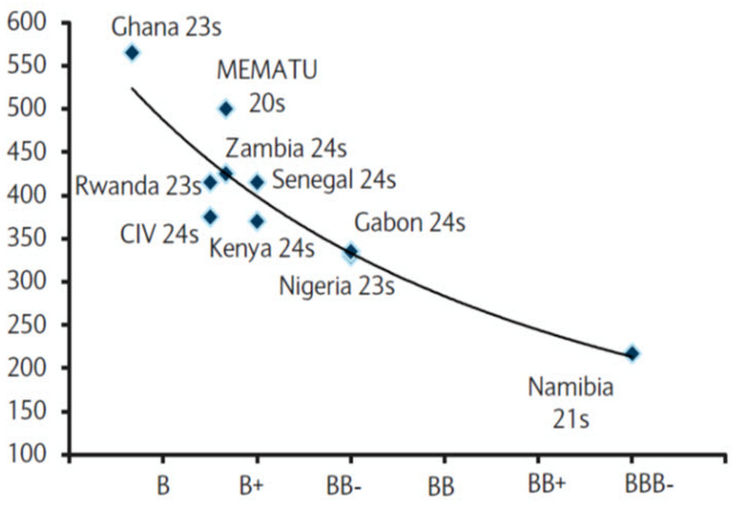 600
550
500
450
400
350
300
250
200
150
100
Ghana 23s
MEMATU
20s
Zambia 24s
Rwanda 23s
Senegal 24s
CIV 24s
Kenya 24s
Gabon 24s
Nigeria 23s
Namibia
21s
B
B+
BB-
BB
BB+
BBB-